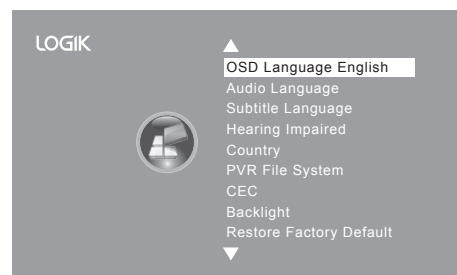 LOGIK
OSD Language English
Audio Language
Subtitle Language
Hearing Impaired
Country
PVR File System
CEC
Backlight
Restore Factory Default